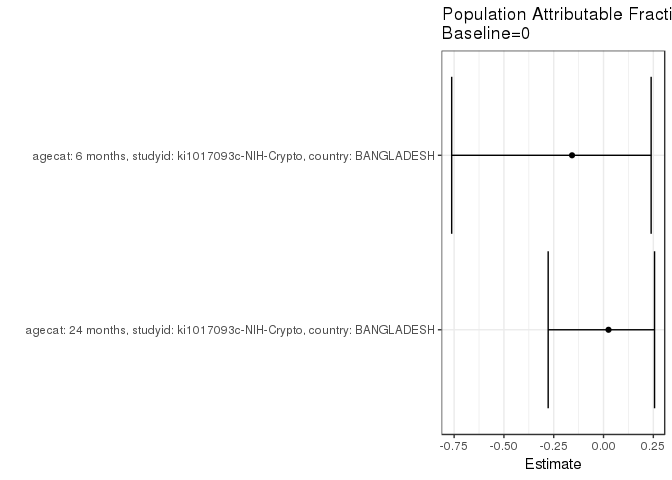 Population Attributable Fracti
Baseline=0
agecat: 6 months, studyid: ki1017093c-NIH-Crypto, country: BANGLADESH
agecat: 24 months, studyid: ki1017093c-NIH-Crypto, country: BANGLADESH
-0.75 -0.50 -0.25 0.00 0.25
Estimate